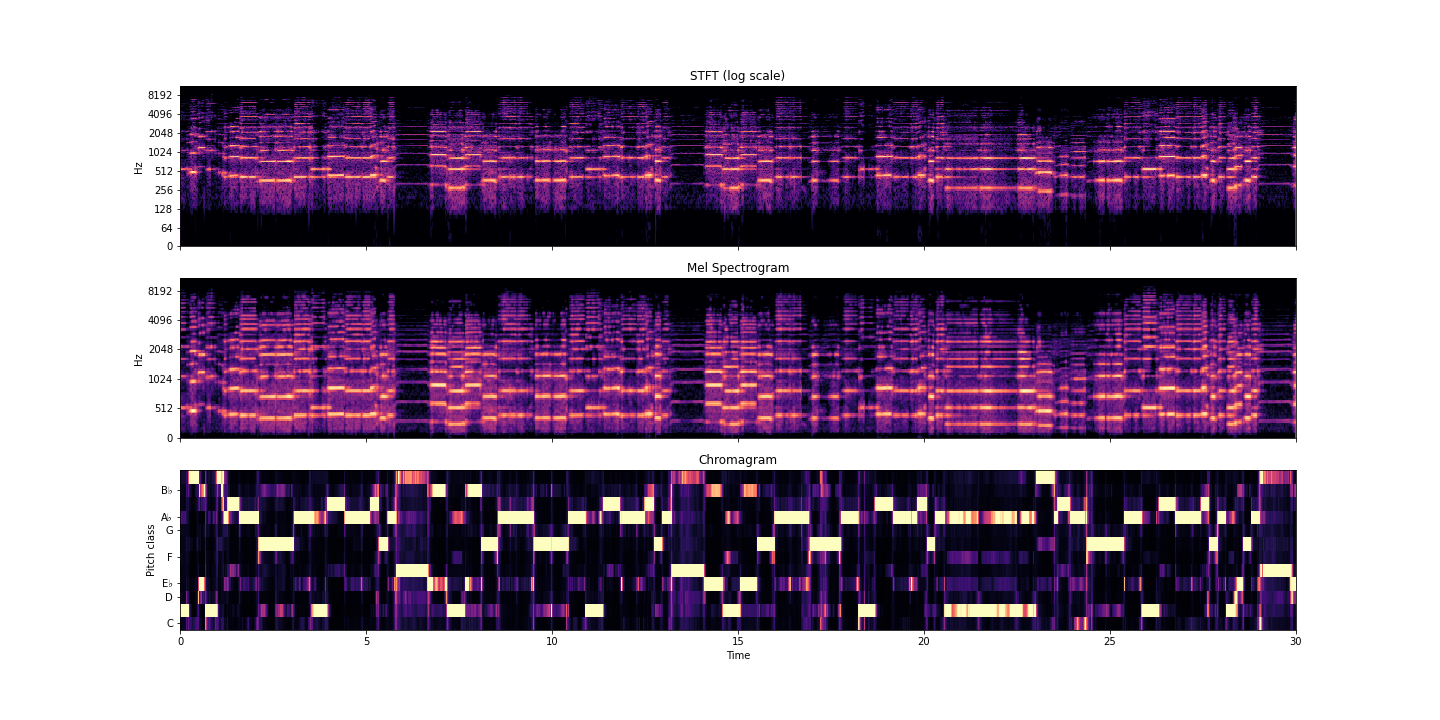 STFT (log scale)
8192
4096
2048
1024
512
256
128
64
0
Hz
Mel Spectrogram
8192
4096
2048
1024
512
0
Hz
Chromagram
B♭
A♭
G
F
E♭
D
C
Pitch class
0 5 10 15 20 25 30
Time